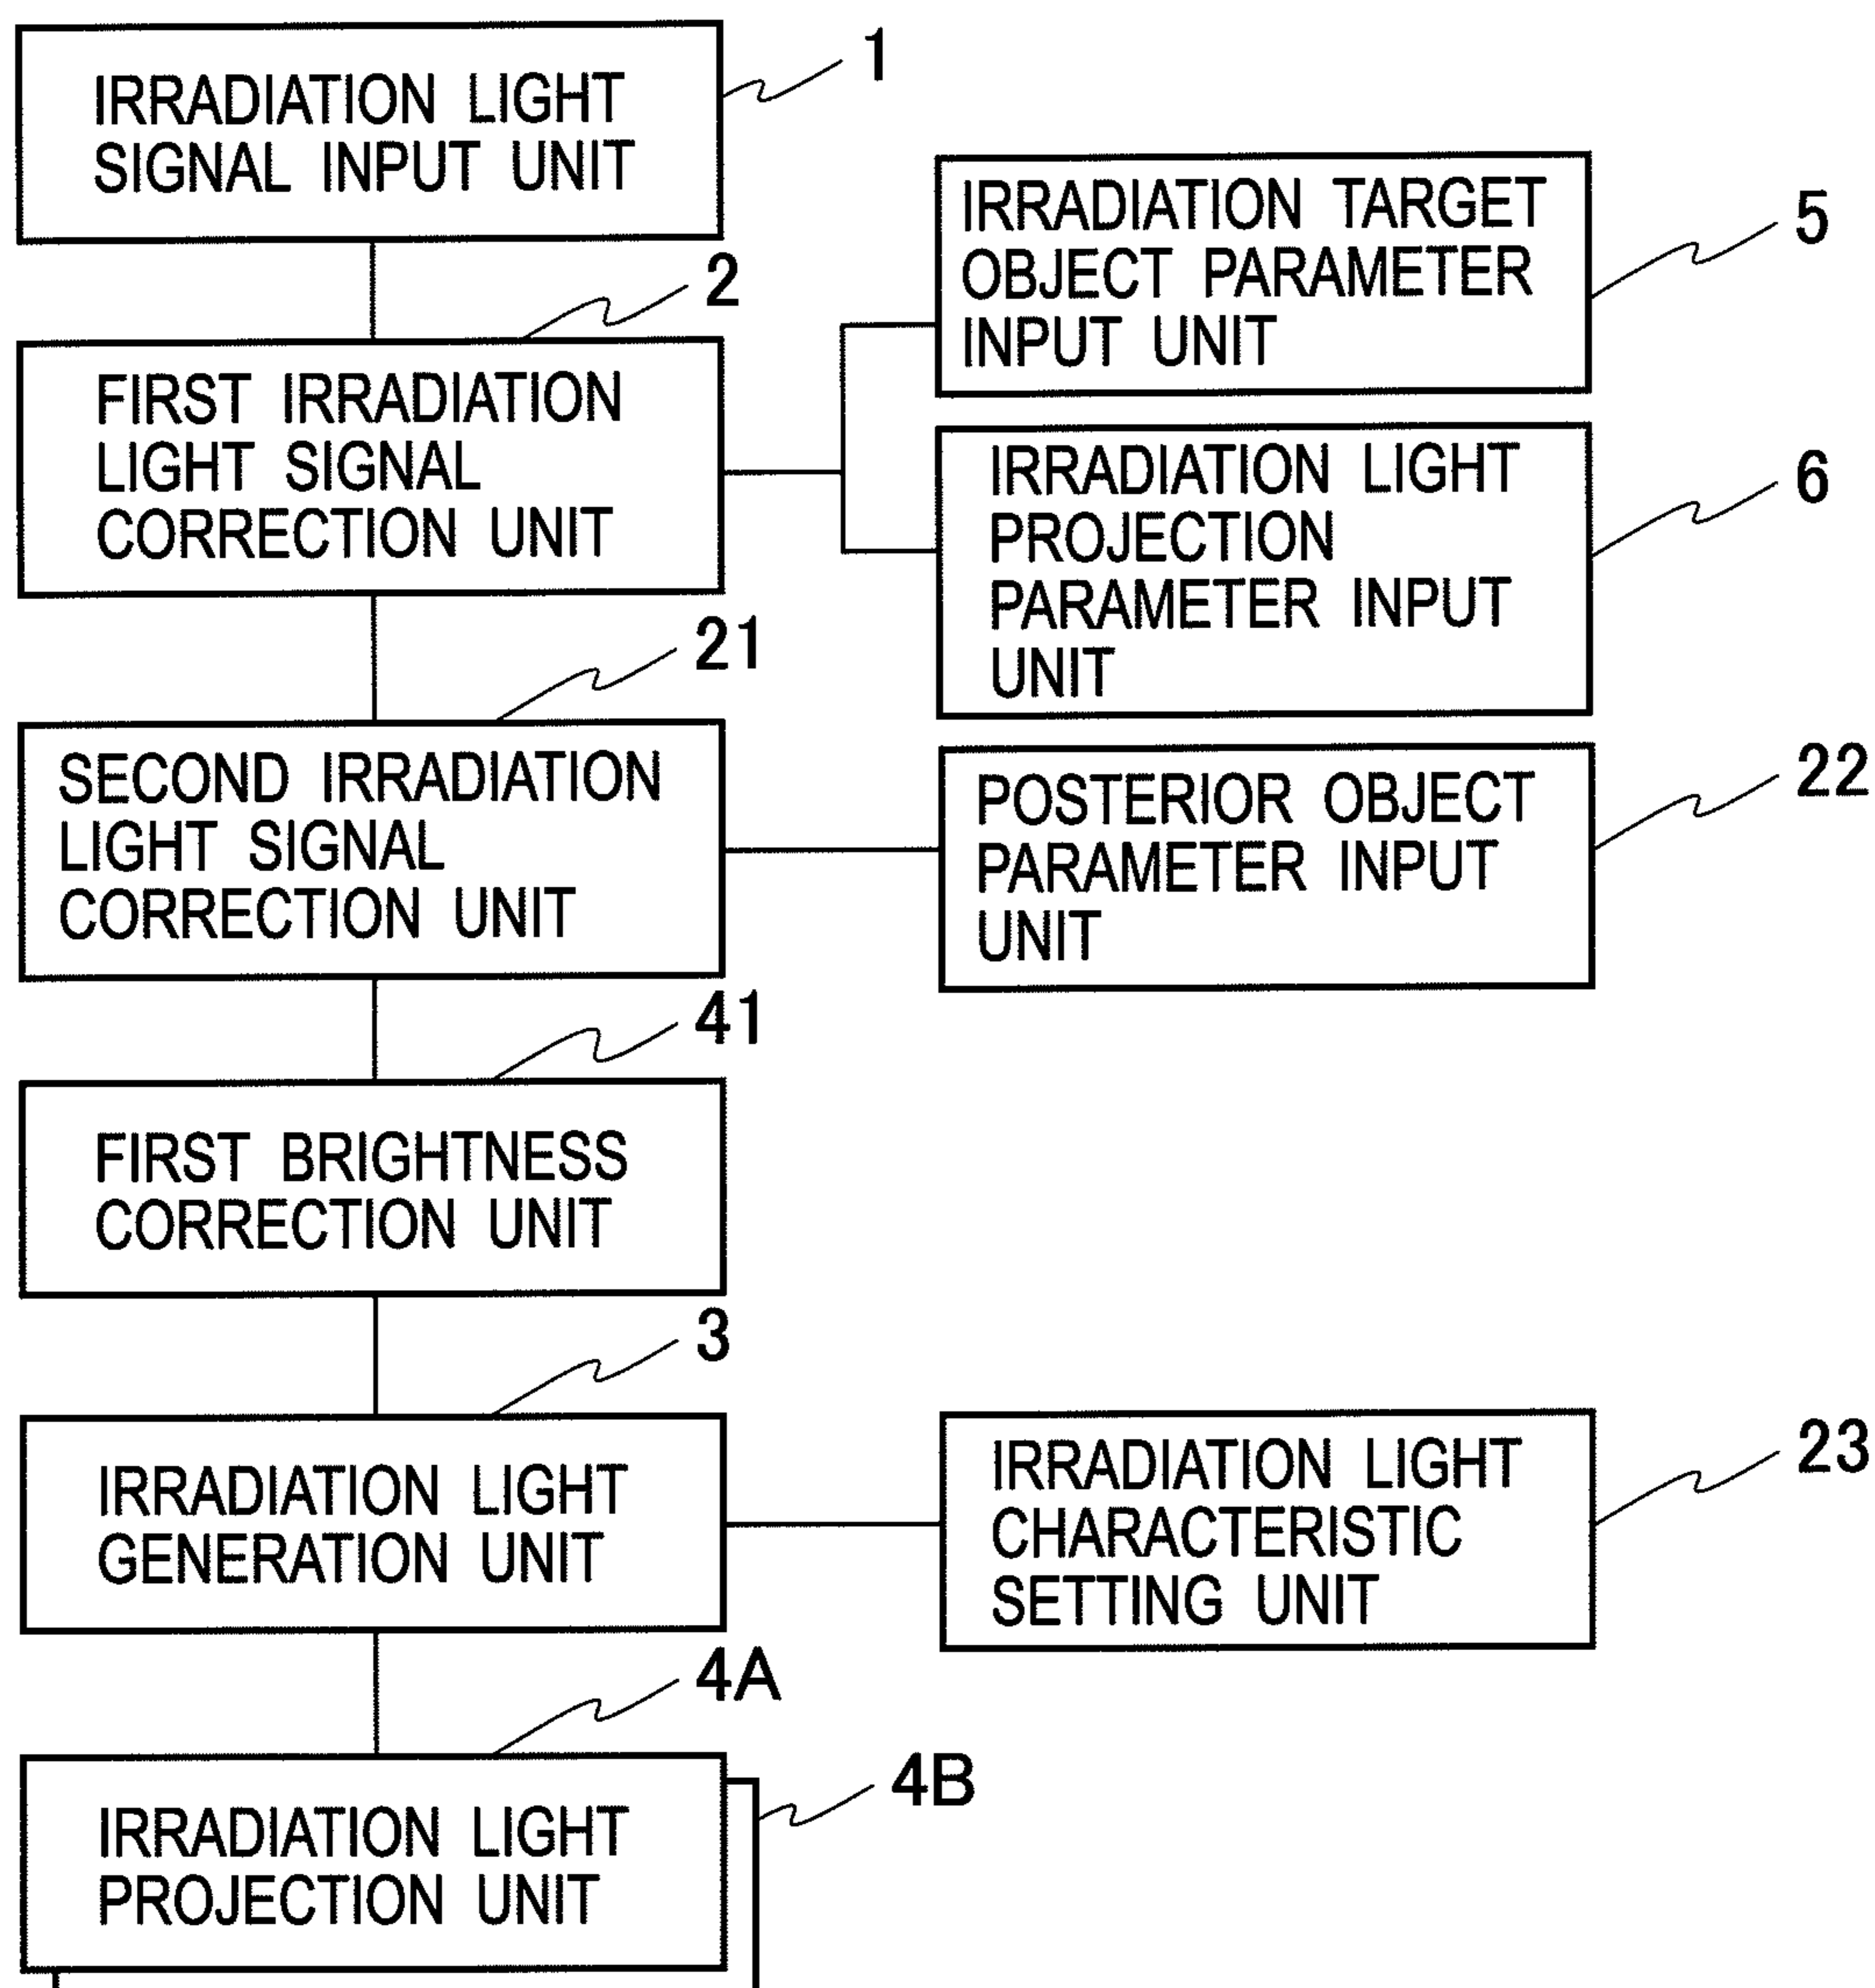 1
IRRADIATION LIGHT
SIGNAL INPUT UNIT
5
IRRADIATION TARGET
OBJECT PARAMETER
INPUT UNIT
2
FIRST IRRADIATION
LIGHT SIGNAL
CORRECTION UNIT
6
IRRADIATION LIGHT
PROJECTION
PARAMETER INPUT
UNIT
21
SECOND IRRADIATION
LIGHT SIGNAL
CORRECTION UNIT
22
POSTERIOR OBJECT
PARAMETER INPUT
UNIT
41
FIRST BRIGHTNESS
CORRECTION UNIT
3
IRRADIATION LIGHT
GENERATION UNIT
23
IRRADIATION LIGHT
CHARACTERISTIC
SETTING UNIT
4A
4B
IRRADIATION LIGHT
PROJECTION UNIT